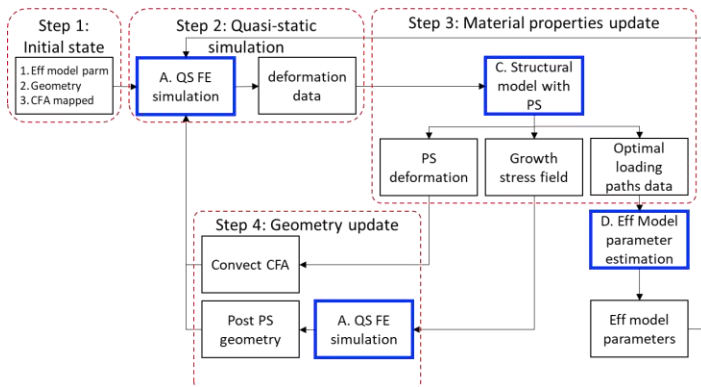 Step 1:
Initial state
1. Eff model parm
2. Geometry
3. CFA mapped
Step 2: Quasi-static
simulation
A. QS FE
simulation
deformation
data
Step 3: Material properties update
C. Structural
model with
PS
PS
deformation
Growth
stress field
Optimal
loading
paths data
D. Eff Model
parameter
estimation
Eff model
parameters
Step 4: Geometry update
Convect CFA
Post PS
geometry
A. QS FE
simulation